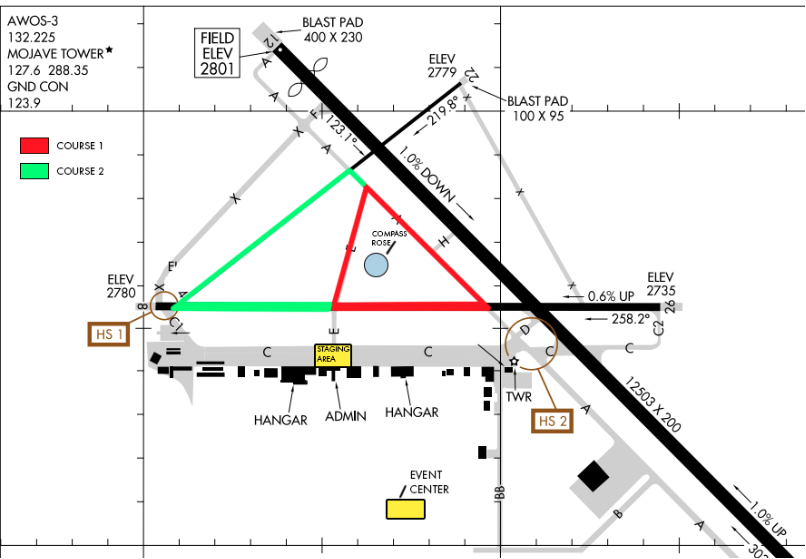 AWOS-3
132.225
MOJAVE TOWER★
127.6 288.35
GND CON
123.9
COURSE 1
COURSE 2
FIELD
ELEV
2801
12
BLAST PAD
400 X 230
ELEV
2779
22
BLAST PAD
100 X 95
219.8°
123.1°
1.0% DOWN
A
A
F
A
X
X
X
X
X
A
H
E
COMPASS
ROSE
E'
X
A
ELEV
2780
8
HS 1
C
E
C
STAGING
AREA
C
D
C
C
C2
0.6% UP
258.2°
ELEV
2735
26
HANGAR
ADMIN
HANGAR
TWR
HS 2
A
12503 X 200
EVENT
CENTER
BB
B
A
1.0% UP
303